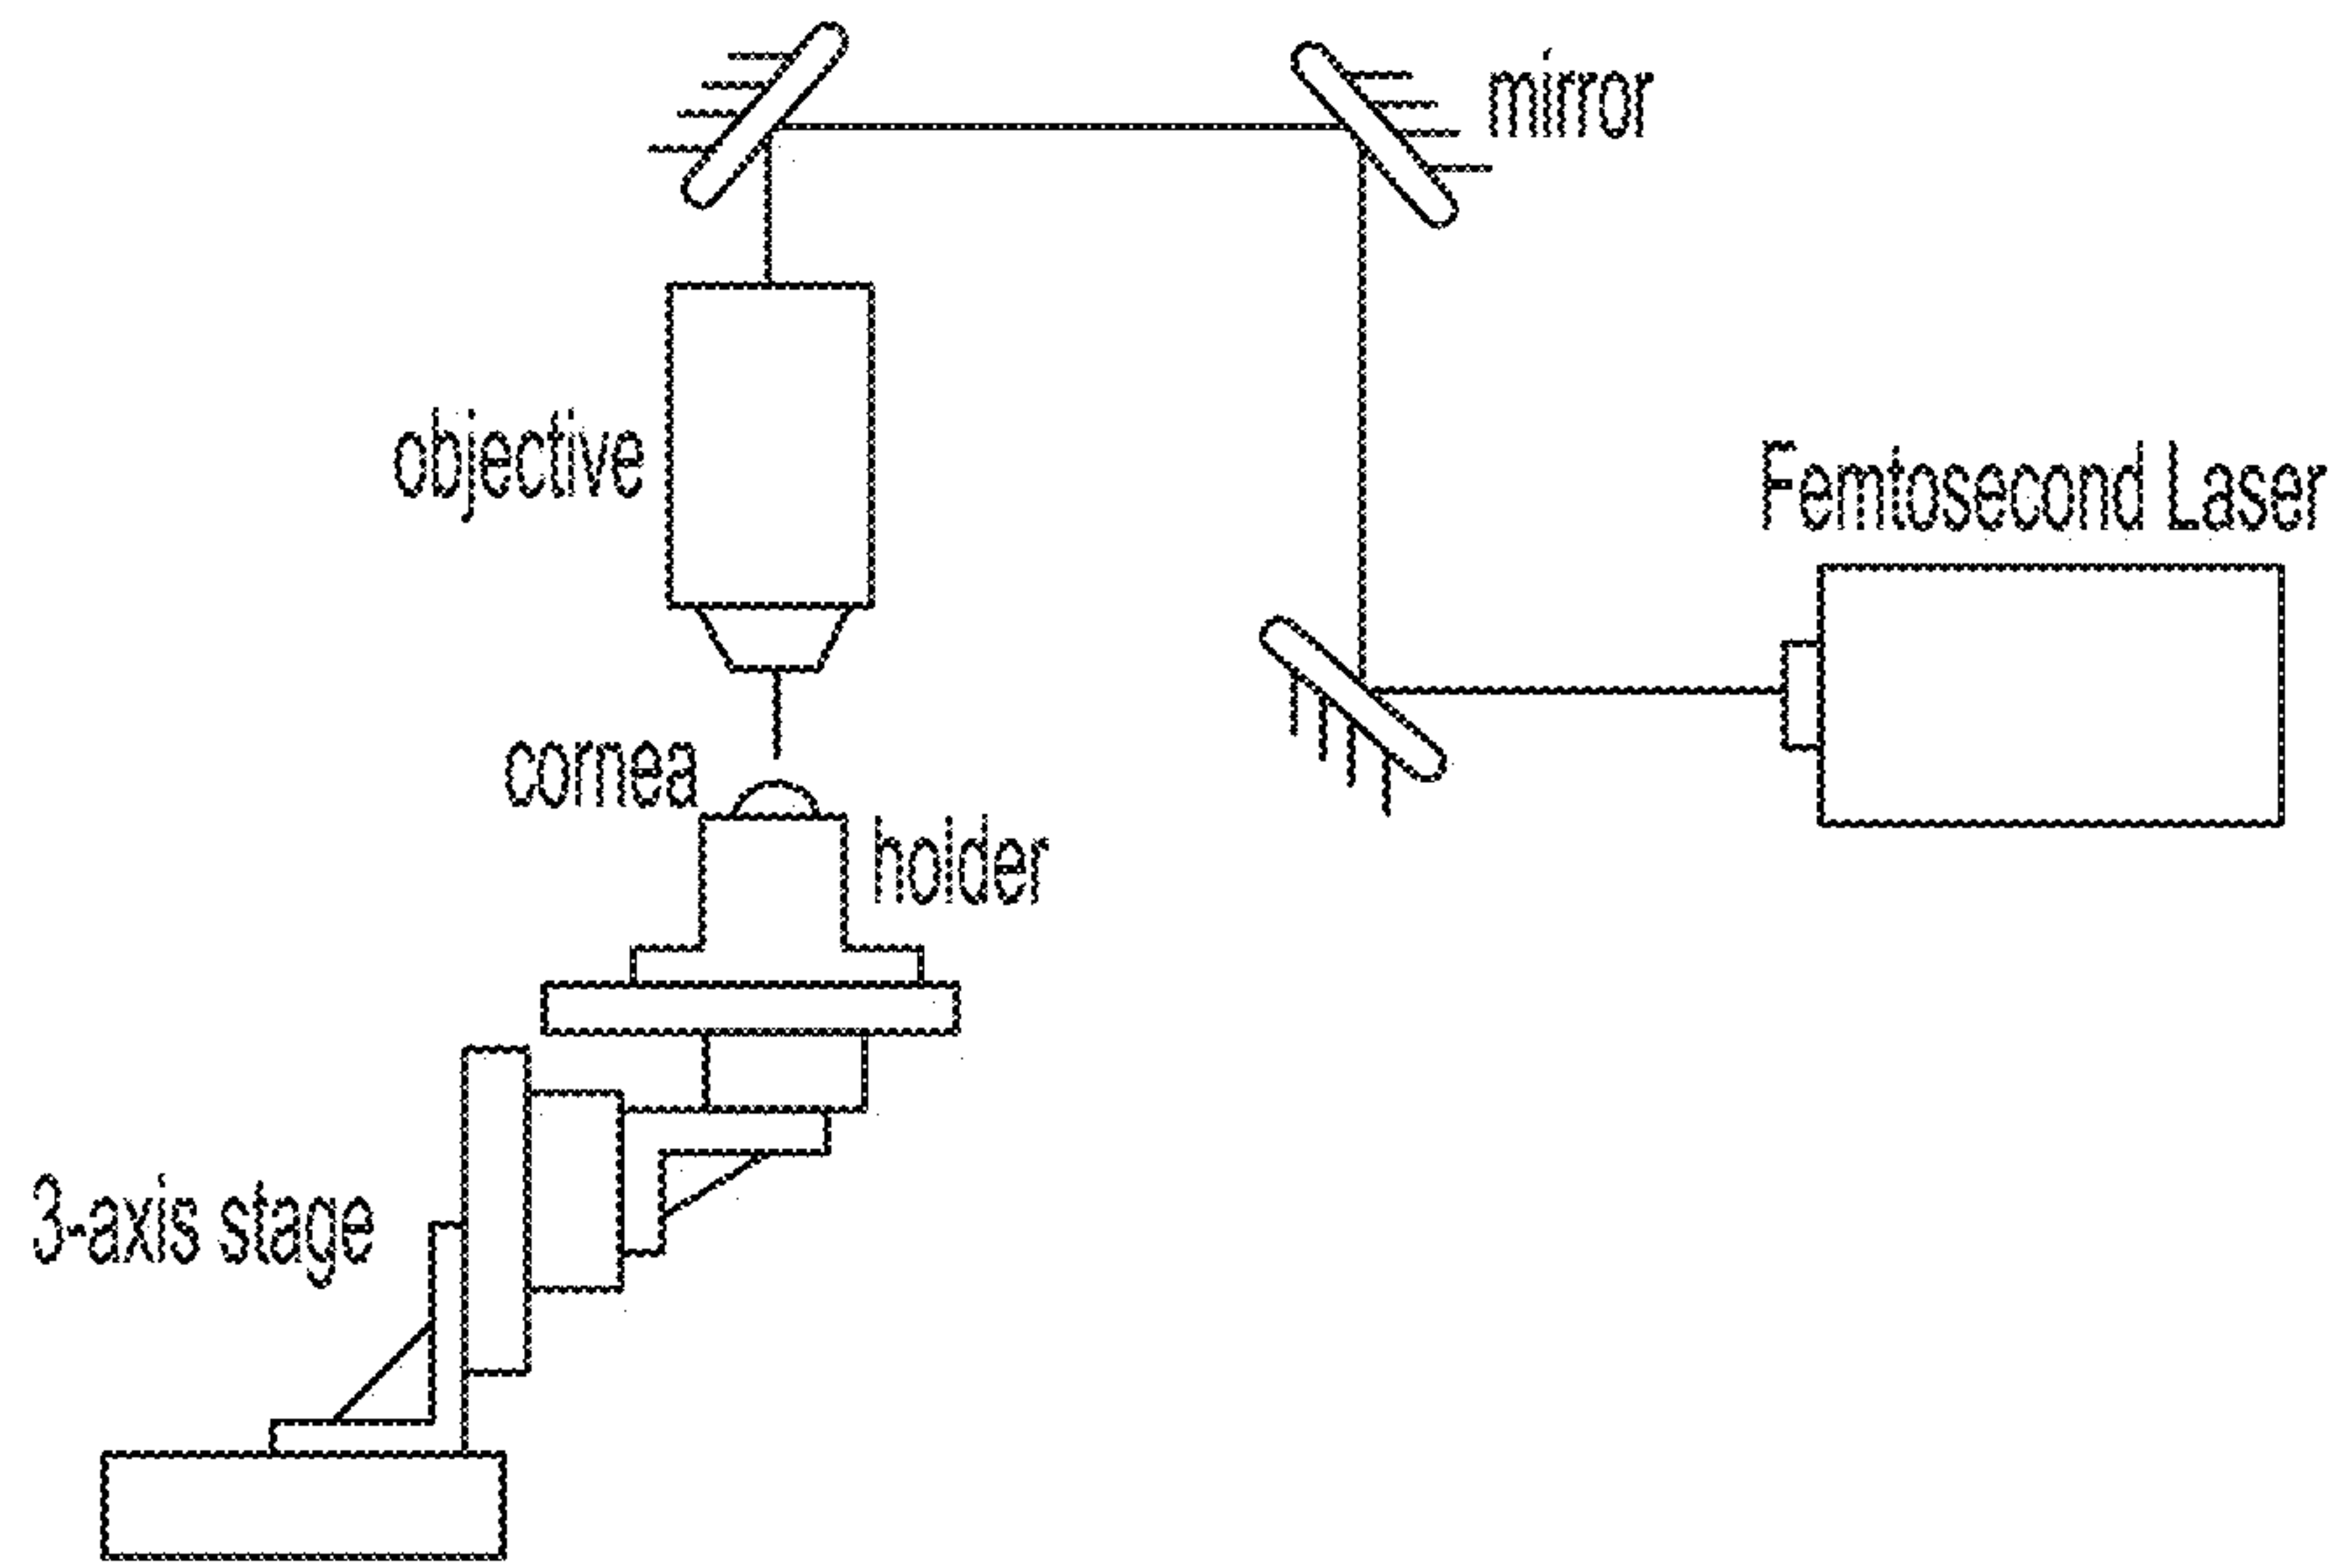 mirror
objective
Femtosecond Laser
cornea
holder
3-axis stage